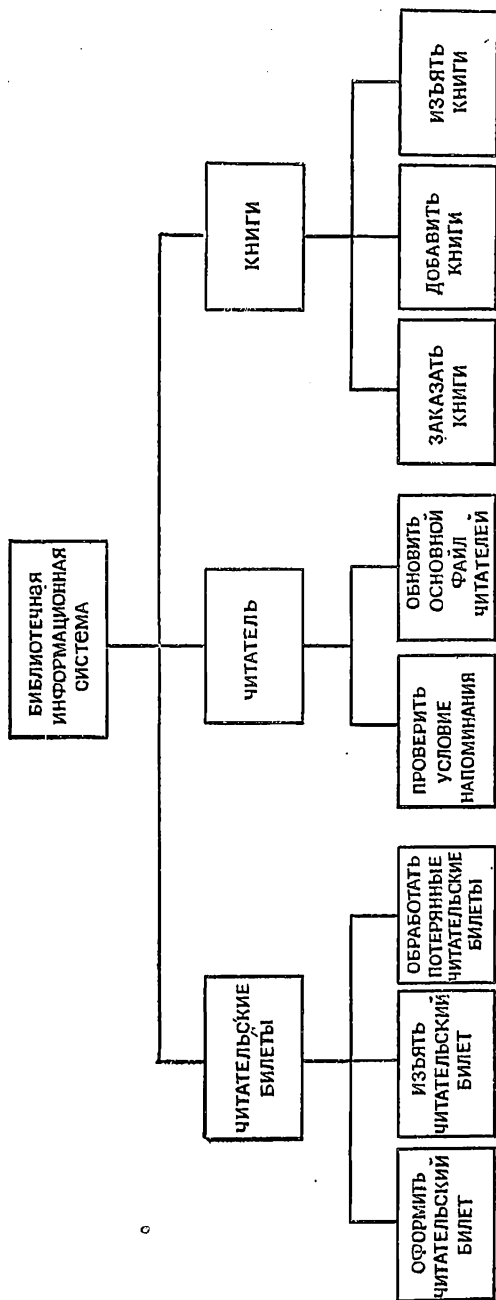 БИБЛИОТЕЧНАЯ
ИНФОРМАЦИОННАЯ
СИСТЕМА
ЧИТАТЕЛЬСКИЕ
БИЛЕТЫ
ЧИТАТЕЛЬ
КНИГИ
ОФОРМИТЬ
ЧИТАТЕЛЬСКИЙ
БИЛЕТ
ИЗЪЯТЬ
ЧИТАТЕЛЬСКИЙ
БИЛЕТ
ОБРАБОТАТЬ
ПОТЕРЯННЫЕ
ЧИТАТЕЛЬСКИЕ
БИЛЕТЫ
ПРОВЕРИТЬ
УСЛОВИЕ
НАПОМИНАНИЯ
ОБНОВИТЬ
ОСНОВНОЙ
ФАЙЛ
ЧИТАТЕЛЕЙ
ЗАКАЗАТЬ
КНИГИ
ДОБАВИТЬ
КНИГИ
ИЗЪЯТЬ
КНИГИ